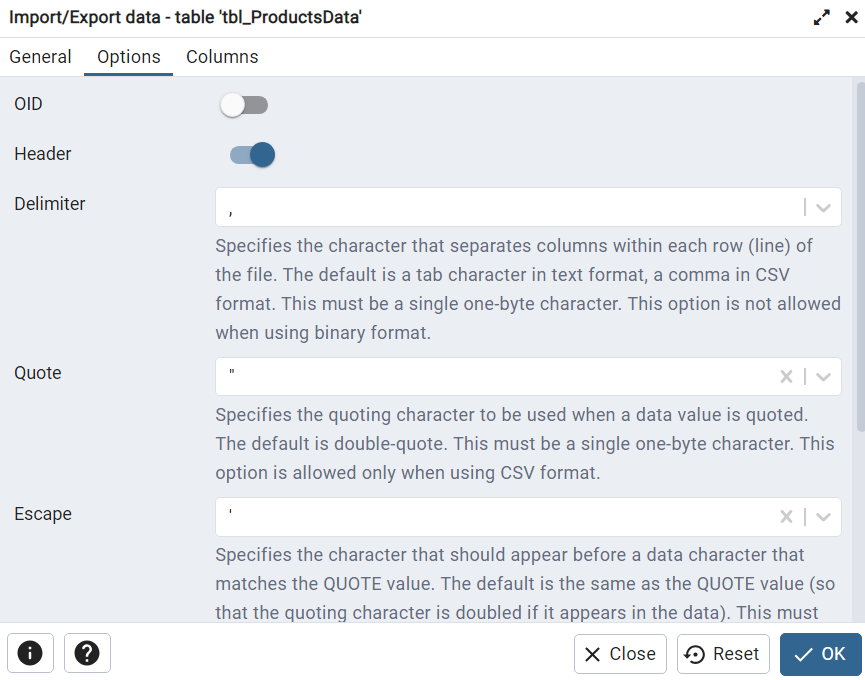 Import/Export data - table 'tbl_ProductsData'
General Options Columns
OID
Header
Delimiter
,
Specifies the character that separates columns within each row (line) of
the file. The default is a tab character in text format, a comma in CSV
format. This must be a single one-byte character. This option is not allowed
when using binary format.
Quote
"
Specifies the quoting character to be used when a data value is quoted.
The default is double-quote. This must be a single one-byte character. This
option is allowed only when using CSV format.
Escape
'
Specifies the character that should appear before a data character that
matches the QUOTE value. The default is the same as the QUOTE value (so
that the quoting character is doubled if it appears in the data). This must
Close Reset OK